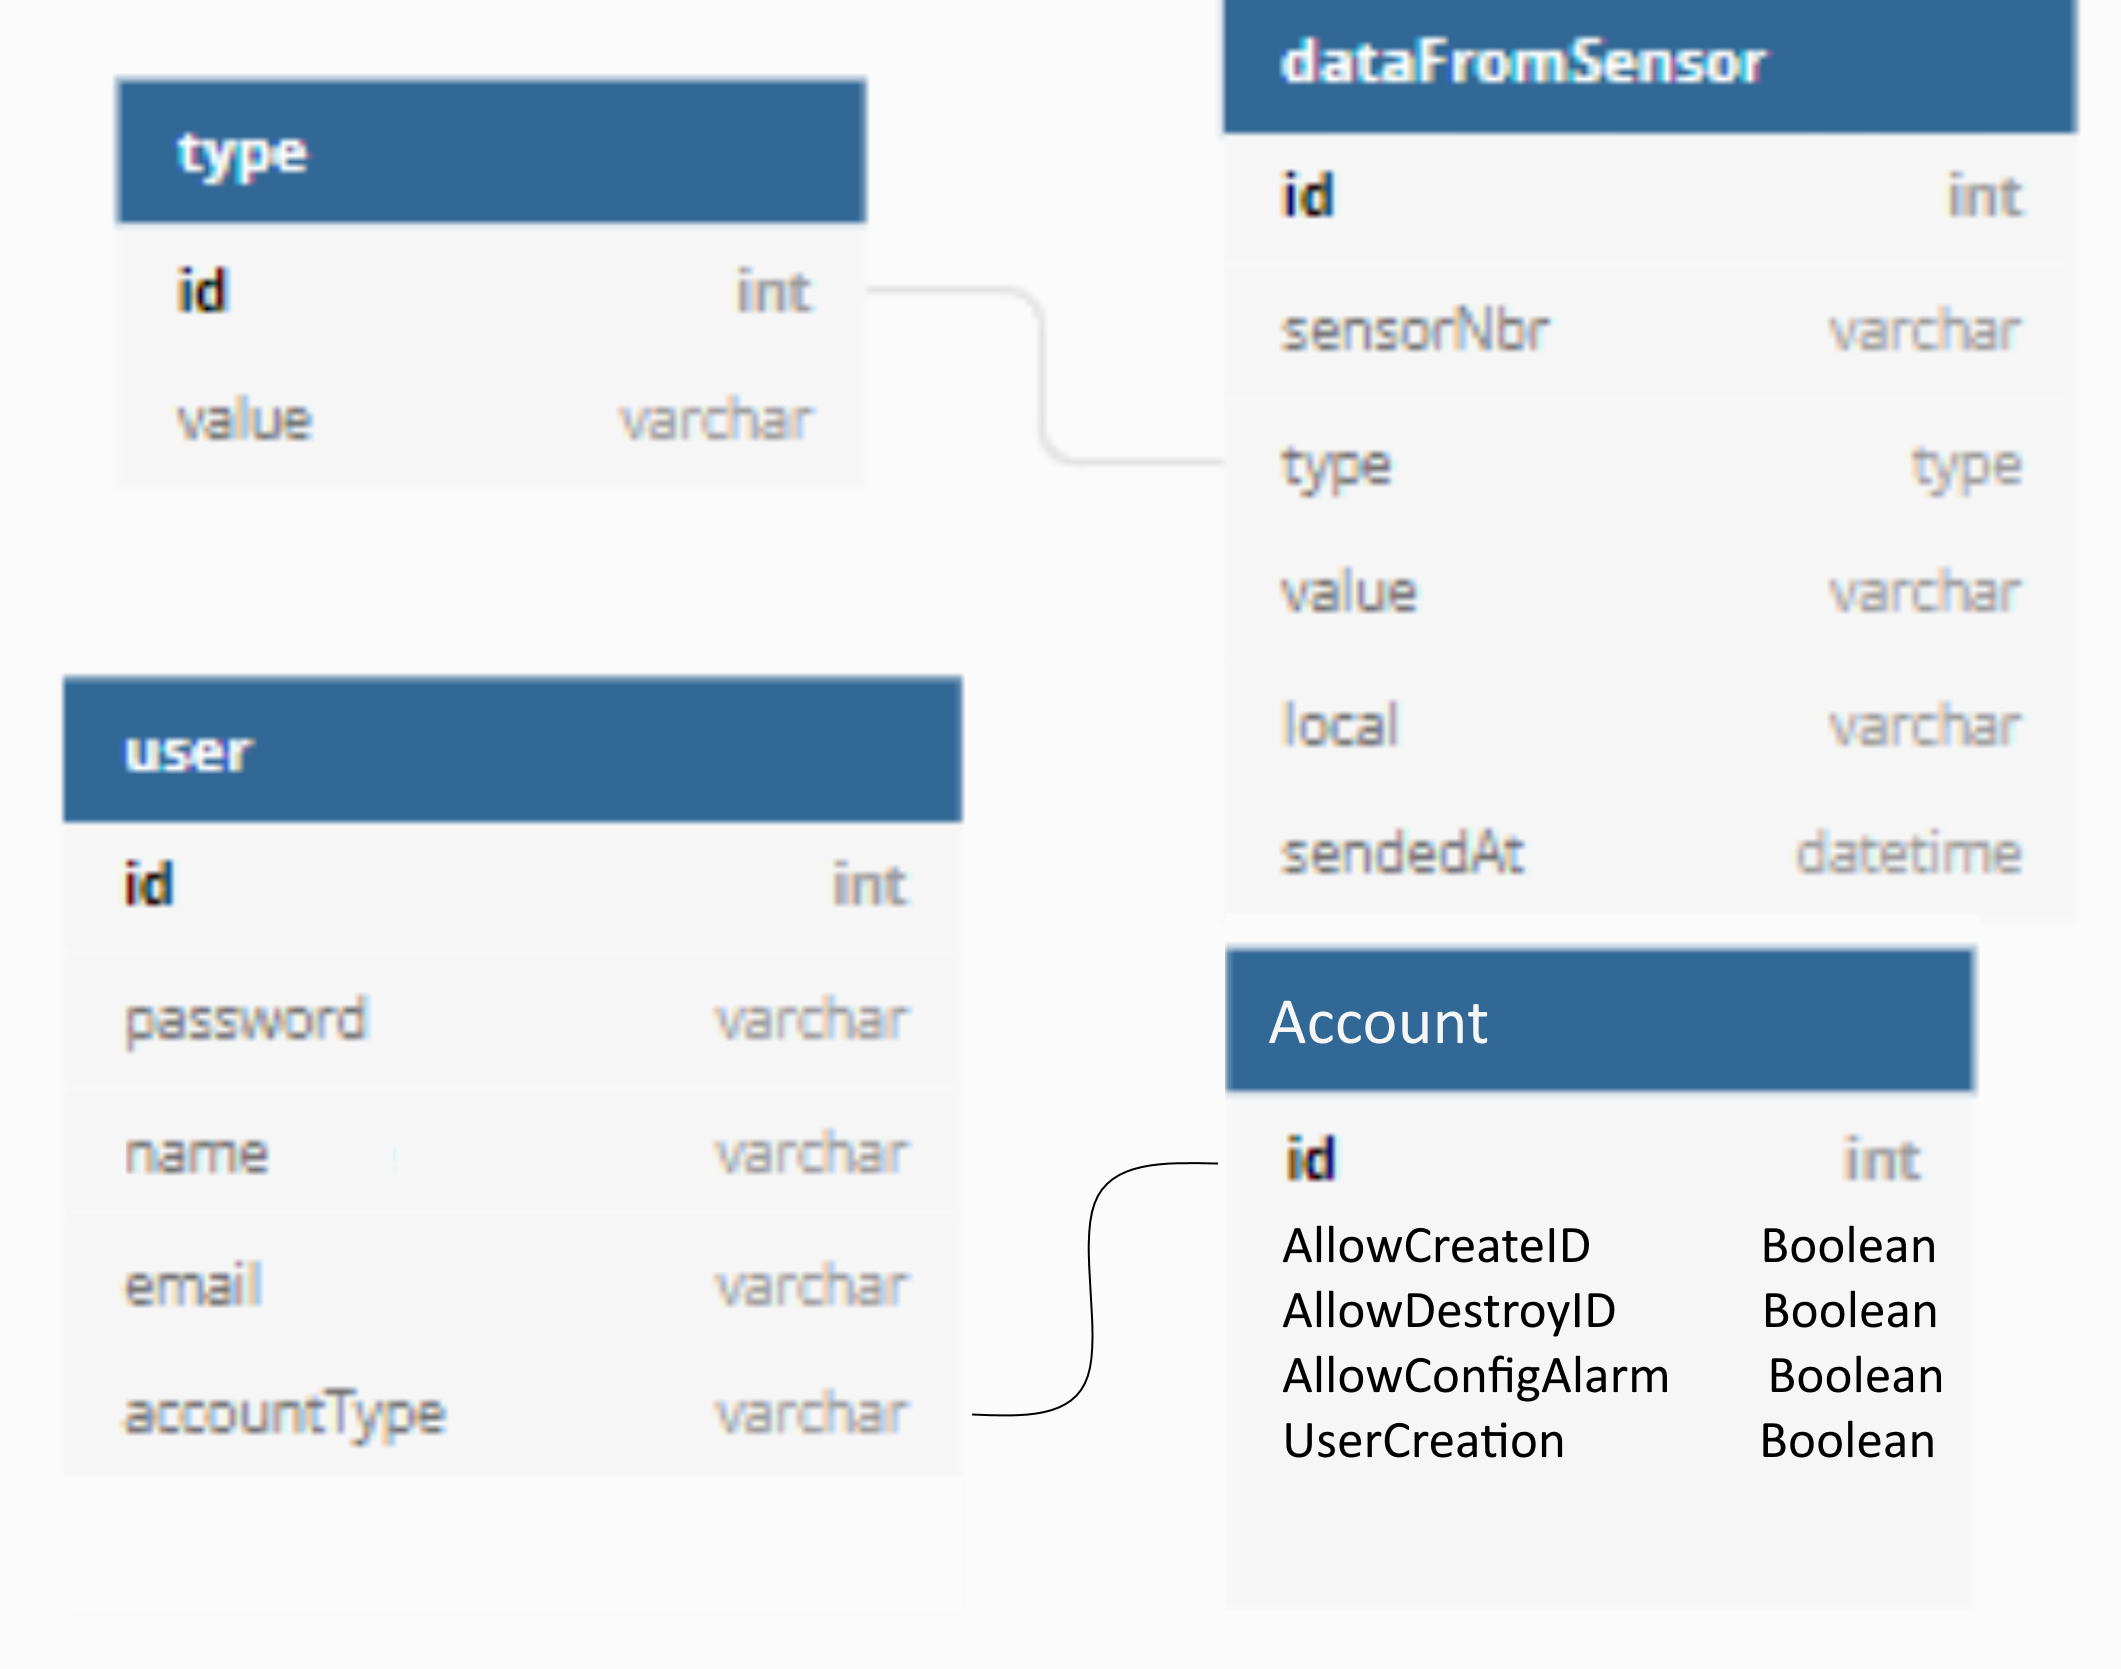 type
id int
value varchar
dataFromSensor
id int
sensorNbr varchar
type type
value varchar
local varchar
sendedAt datetime
user
id int
password varchar
name varchar
email varchar
accountType varchar
Account
id int
AllowCreateID Boolean
AllowDestroyID Boolean
AllowConfigAlarm Boolean
UserCreation Boolean